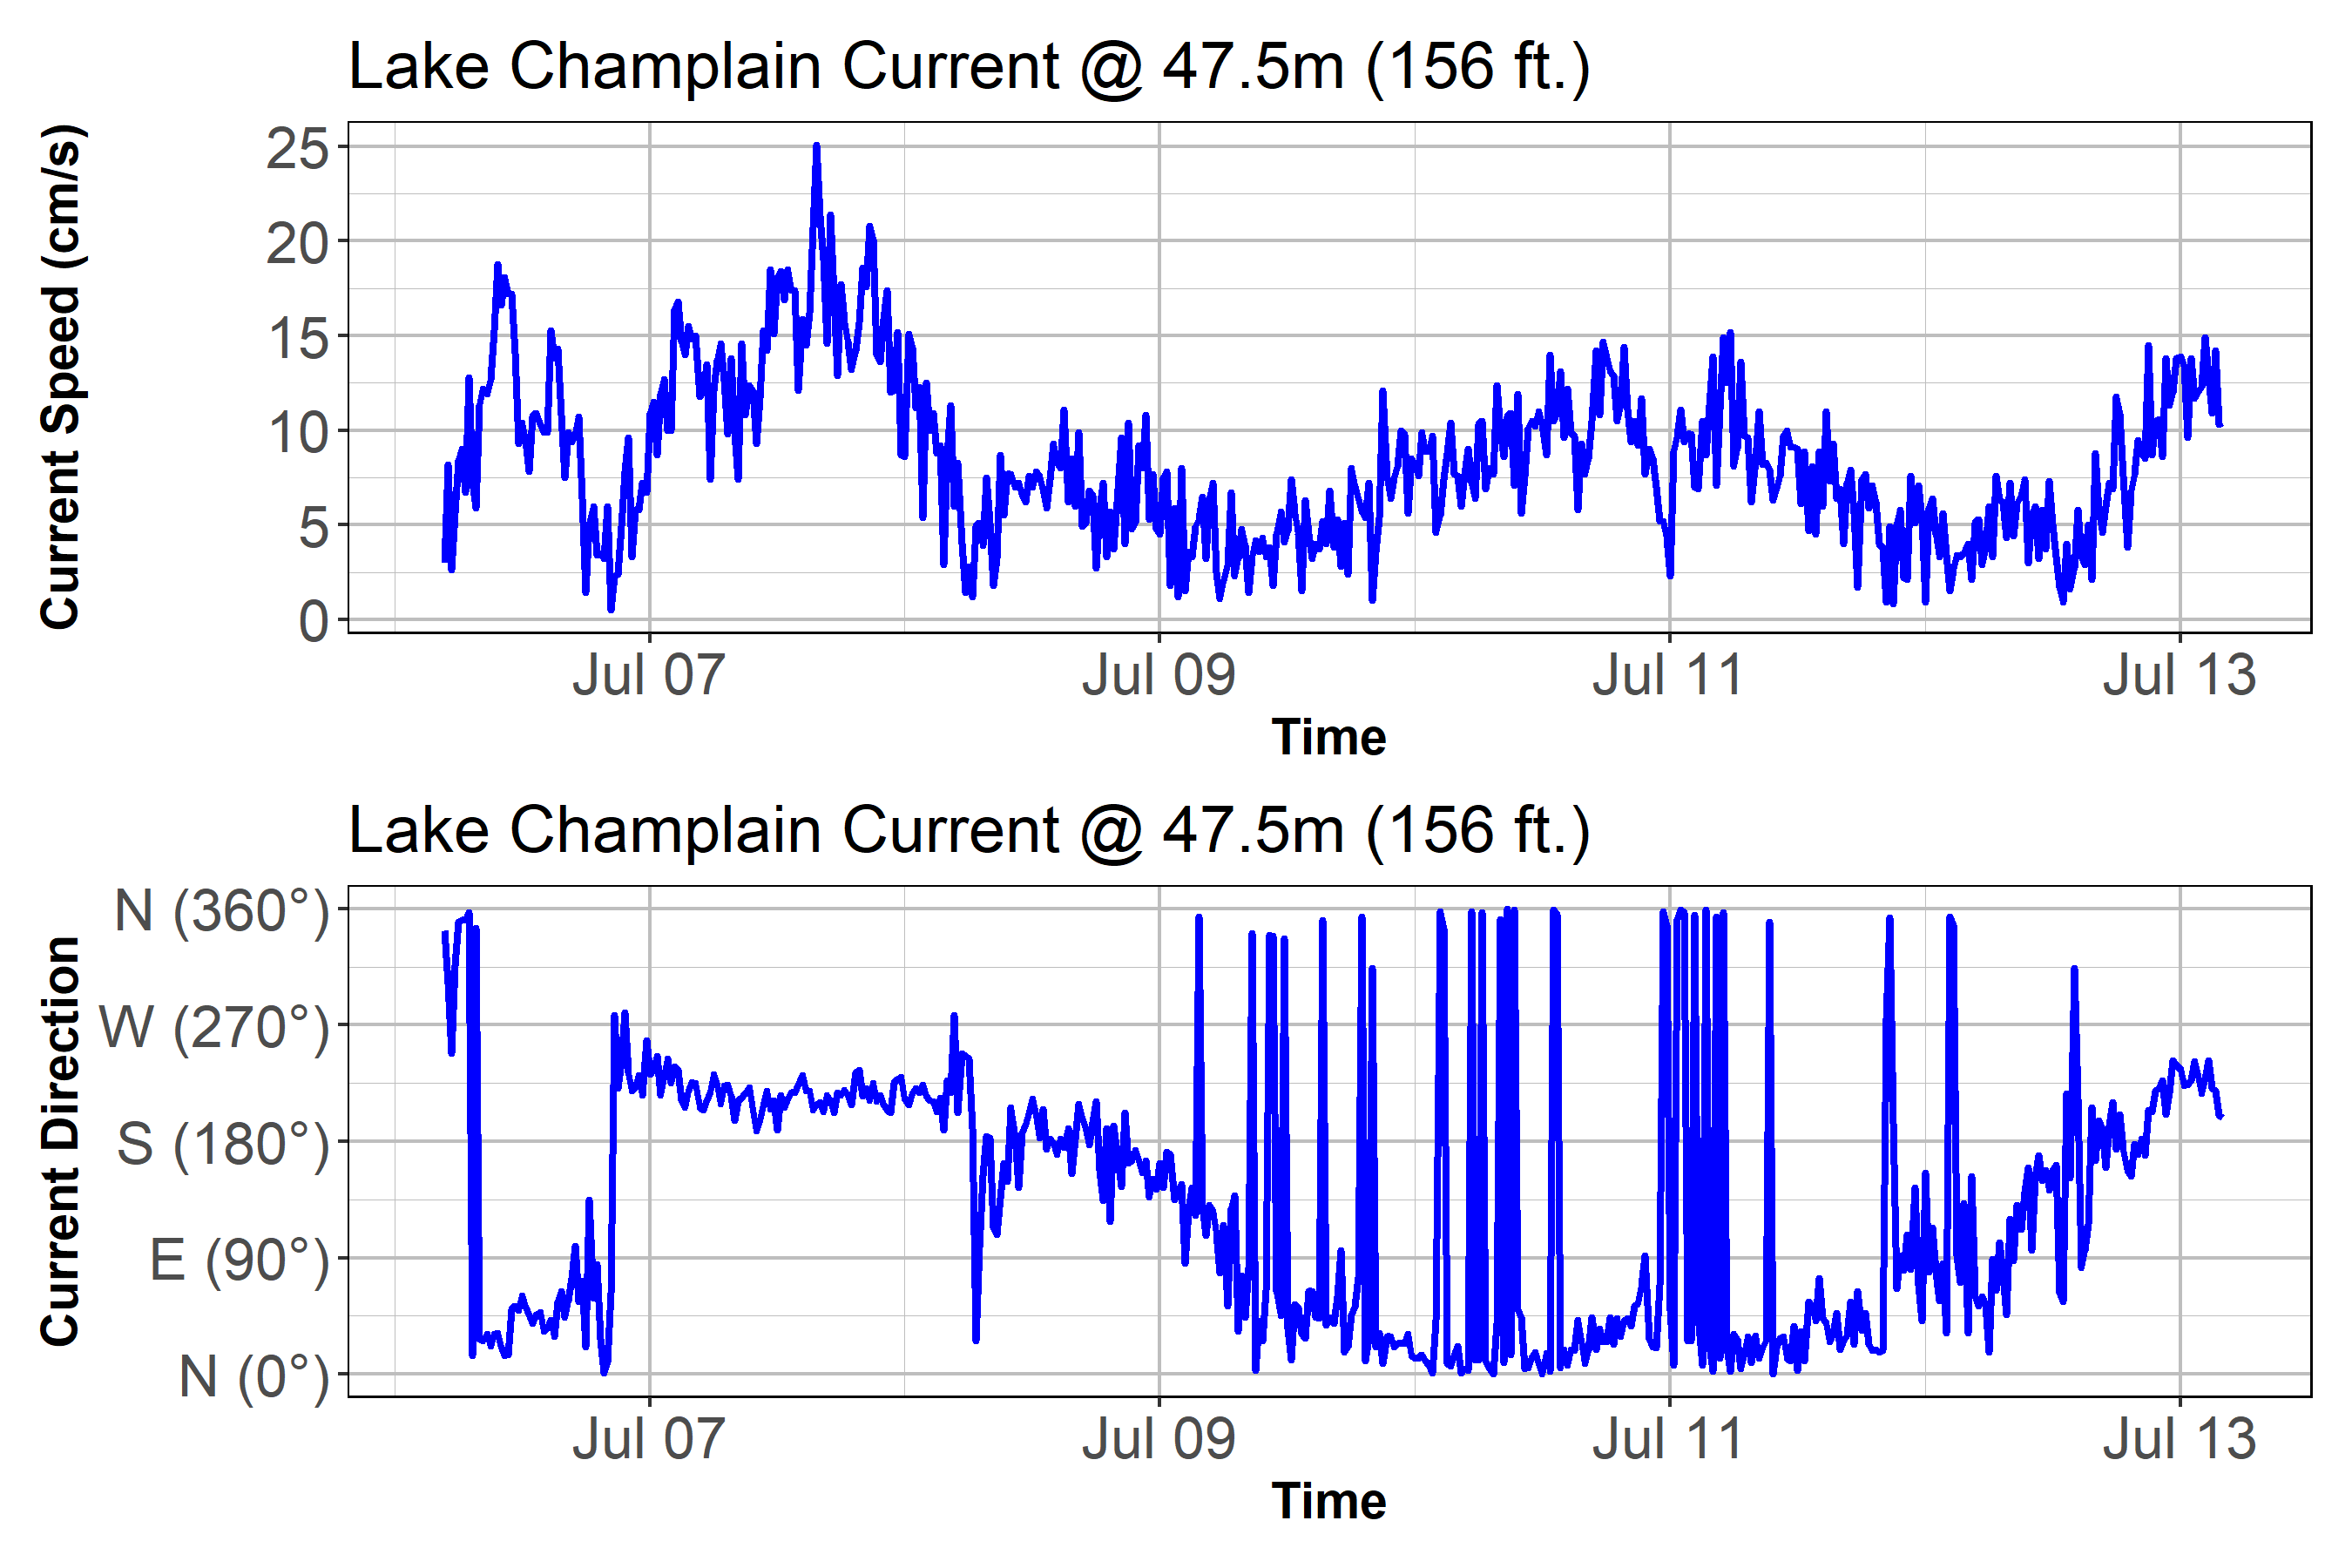 Lake Champlain Current @ 47.5m (156 ft.)
Current Speed (cm/s)
25
20
15
10
5
0
Jul 07
Jul 09
Jul 11
Jul 13
Time
Lake Champlain Current @ 47.5m (156 ft.)
Current Direction
N (360°)
W (270°)
S (180°)
E (90°)
N (0°)
Jul 07
Jul 09
Jul 11
Jul 13
Time